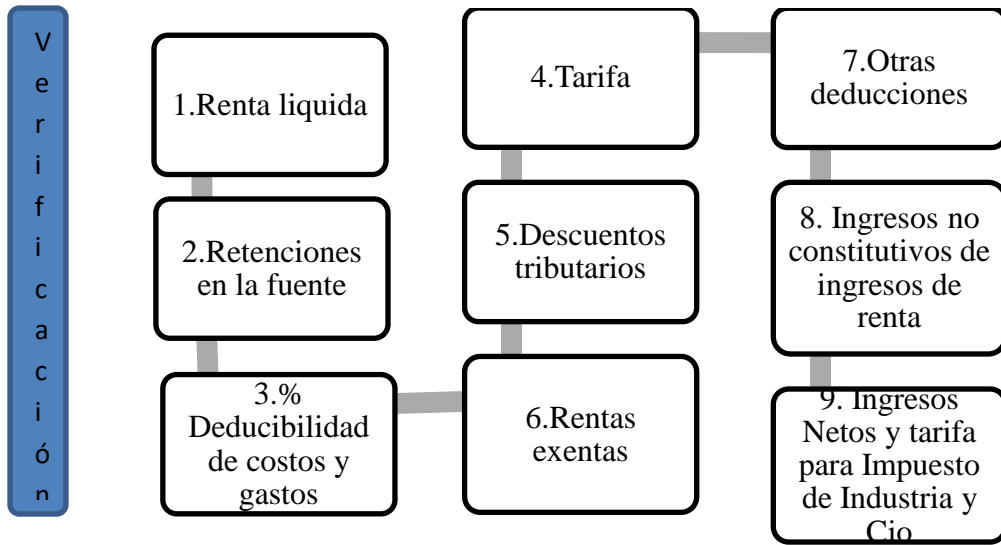 V
e
r
i
f
i
c
a
c
i
ó
n
1.Renta liquida
2.Retenciones
en la fuente
3.%
Deducibilidad
de costos y
gastos
4.Tarifa
5.Descuentos
tributarios
6.Rentas
exentas
7.Otras
deducciones
8. Ingresos no
constitutivos de
ingresos de
renta
9. Ingresos
Netos y tarifa
para Impuesto
de Industria y
Cio